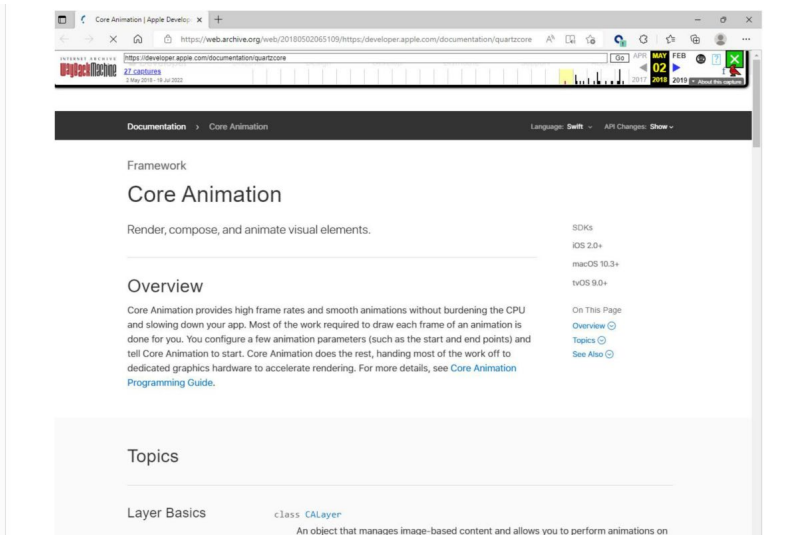 Core Animation | Apple Develop
https://web.archive.org/web/20180502065109/https://developer.apple.com/documentation/quartzcore
INTERNET ARCHIVE
WayBackMachine
https://developer.apple.com/documentation/quartzcore
Go
APR MAY FEB
27 captures
02
2 May 2018 - 16 Jul 2022
2017 2018 2019
About this capture
Documentation > Core Animation
Language: Swift
API Changes: Show
Framework
Core Animation
Render, compose, and animate visual elements.
SDKs
iOS 2.0+
macOS 10.3+
tvOS 9.0+
Overview
On This Page
Overview
Topics
See Also
Core Animation provides high frame rates and smooth animations without burdening the CPU
and slowing down your app. Most of the work required to draw each frame of an animation is
done for you. You configure a few animation parameters (such as the start and end points) and
tell Core Animation to start. Core Animation does the rest, handing most of the work off to
dedicated graphics hardware to accelerate rendering. For more details, see Core Animation
Programming Guide.
Topics
Layer Basics
class CALayer
An object that manages image-based content and allows you to perform animations on